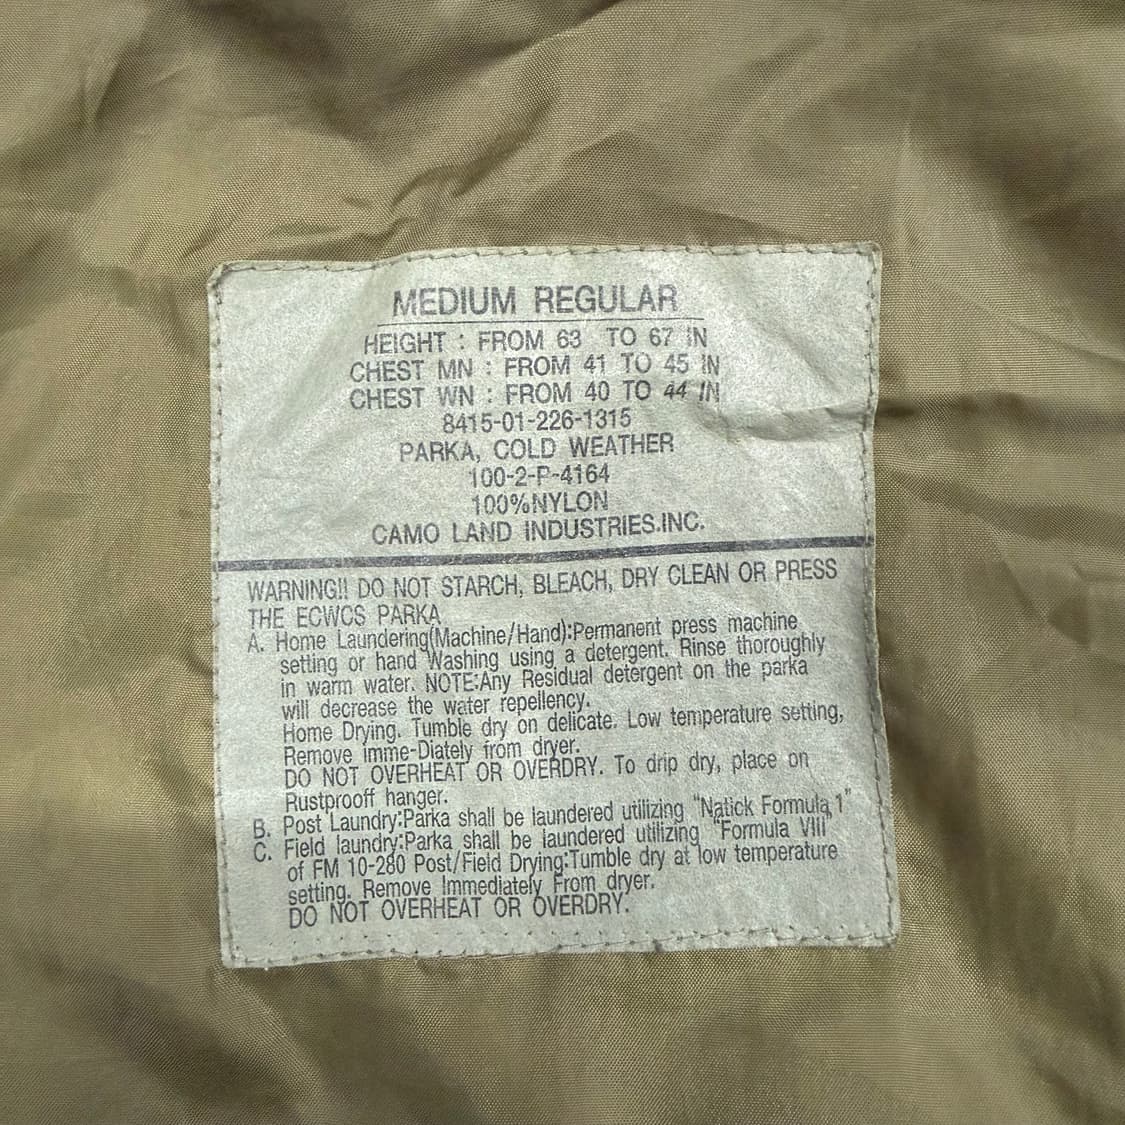 MEDIUM REGULAR
HEIGHT : FROM 63 TO 67 IN
CHEST MN : FROM 41 TO 45 IN
CHEST WN : FROM 40 TO 44 IN
8415-01-226-1315
PARKA, COLD WEATHER
100-2-P-4164
100%NYLON
CAMO LAND INDUSTRIES.INC.
WARNING!! DO NOT STARCH, BLEACH, DRY CLEAN OR PRESS
THE ECWCS PARKA
A. Home Laundering(Machine/Hand):Permanent press machine
setting or hand Washing using a detergent. Rinse thoroughly
in warm water. NOTE:Any Residual detergent on the parka
will decrease the water repellency.
Home Drying. Tumble dry on delicate. Low temperature setting,
Remove imme-Diately from dryer.
DO NOT OVERHEAT OR OVERDRY. To drip dry, place on
Rustprooff hanger.
B. Post Laundry:Parka shall be laundered utilizing "Natick Formula 1"
C. Field laundry:Parka shall be laundered utilizing "Formula VIII"
of FM 10-280 Post/Field Drying:Tumble dry at low temperature
setting. Remove Immediately From dryer.
DO NOT OVERHEAT OR OVERDRY.